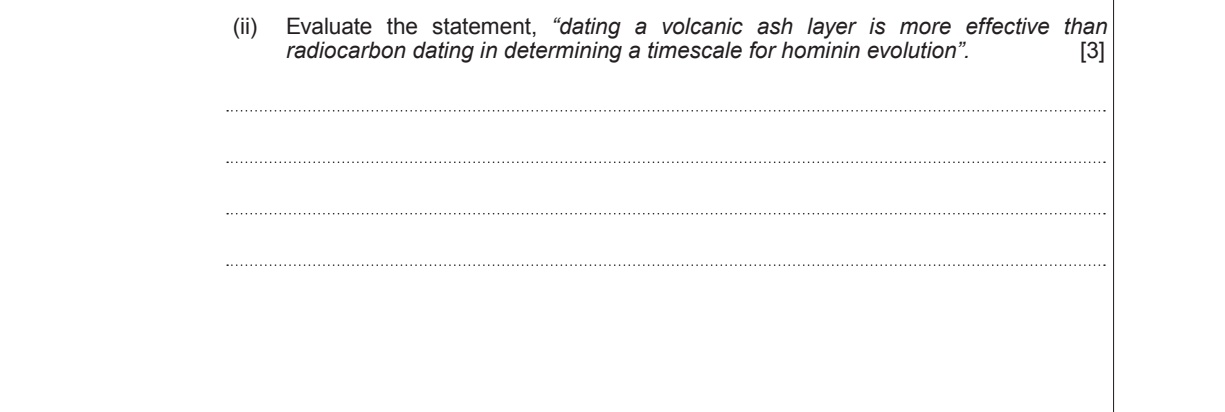 (ii) Evaluate the statement, “dating a volcanic ash layer is more effective than
radiocarbon dating in determining a timescale for hominin evolution”. [3]